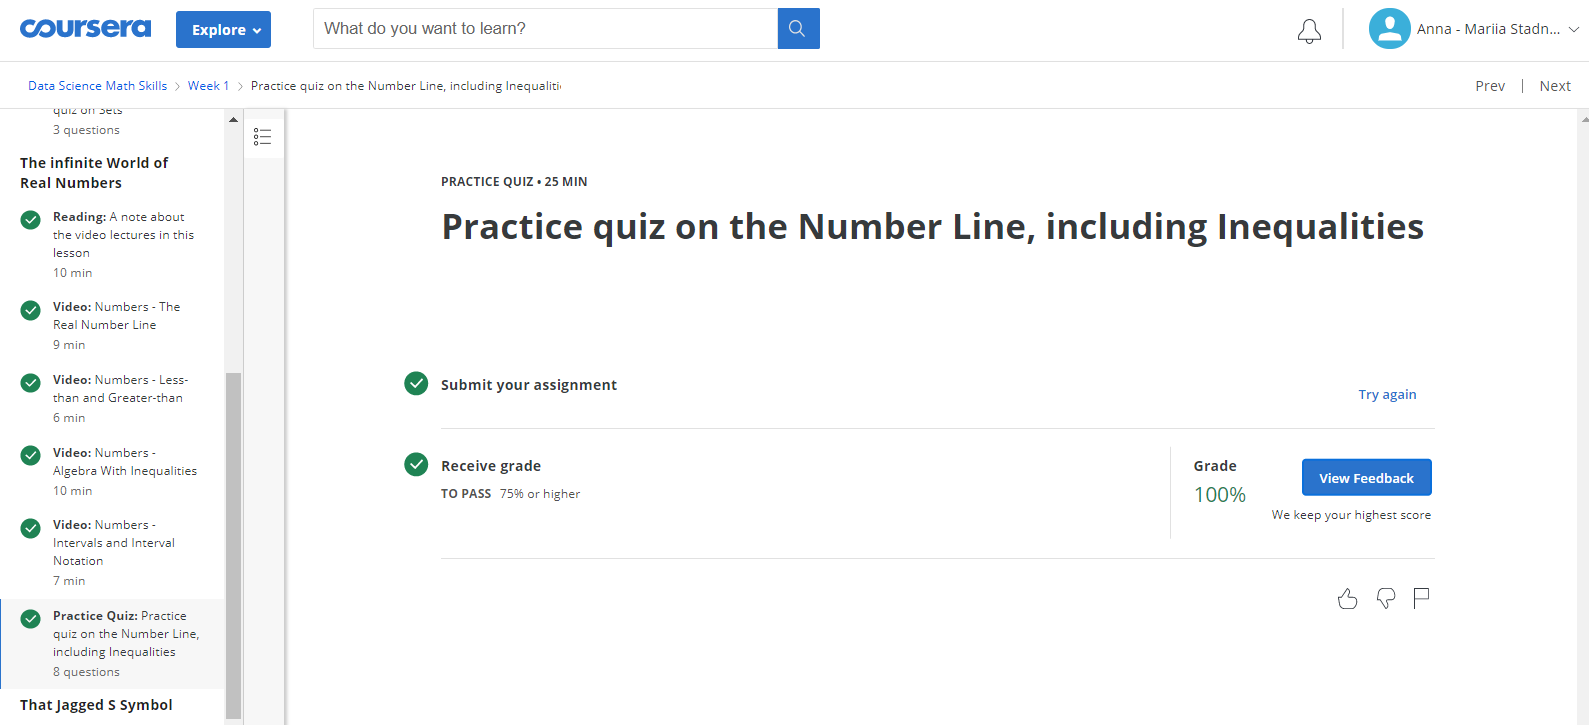 coursera
Explore
What do you want to learn?
Anna - Mariia Stadn...
Data Science Math Skills
Week 1
Practice quiz on the Number Line, including Inequaliti
Prev
Next
quiz on Sets
3 questions
The infinite World of
Real Numbers
Reading: A note about
the video lectures in this
lesson
10 min
Video: Numbers - The
Real Number Line
9 min
Video: Numbers - Less-
than and Greater-than
6 min
Video: Numbers -
Algebra With Inequalities
10 min
Video: Numbers -
Intervals and Interval
Notation
7 min
Practice Quiz: Practice
quiz on the Number Line,
including Inequalities
8 questions
That Jagged S Symbol
PRACTICE QUIZ • 25 MIN
Practice quiz on the Number Line, including Inequalities
Submit your assignment
Try again
Receive grade
TO PASS 75% or higher
Grade
100%
View Feedback
We keep your highest score